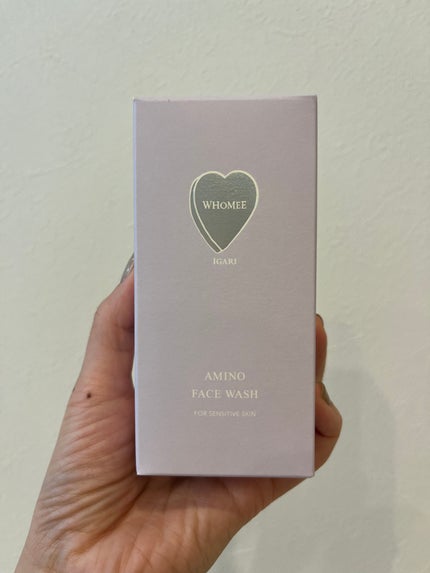 WHOMEE
IGARI
AMINO
FACE WASH
FOR SENSITIVE SKIN